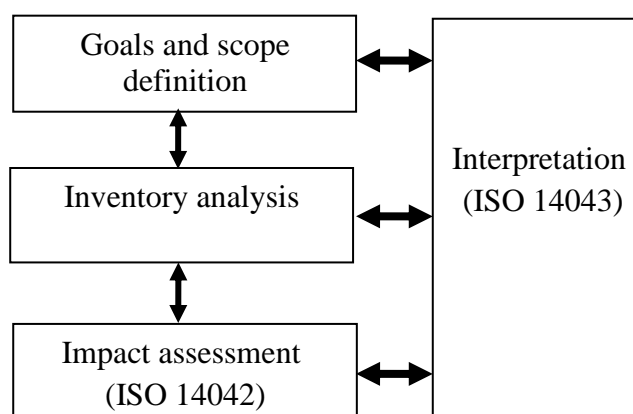 Goals and scope
definition
Inventory analysis
Impact assessment
(ISO 14042)
Interpretation
(ISO 14043)